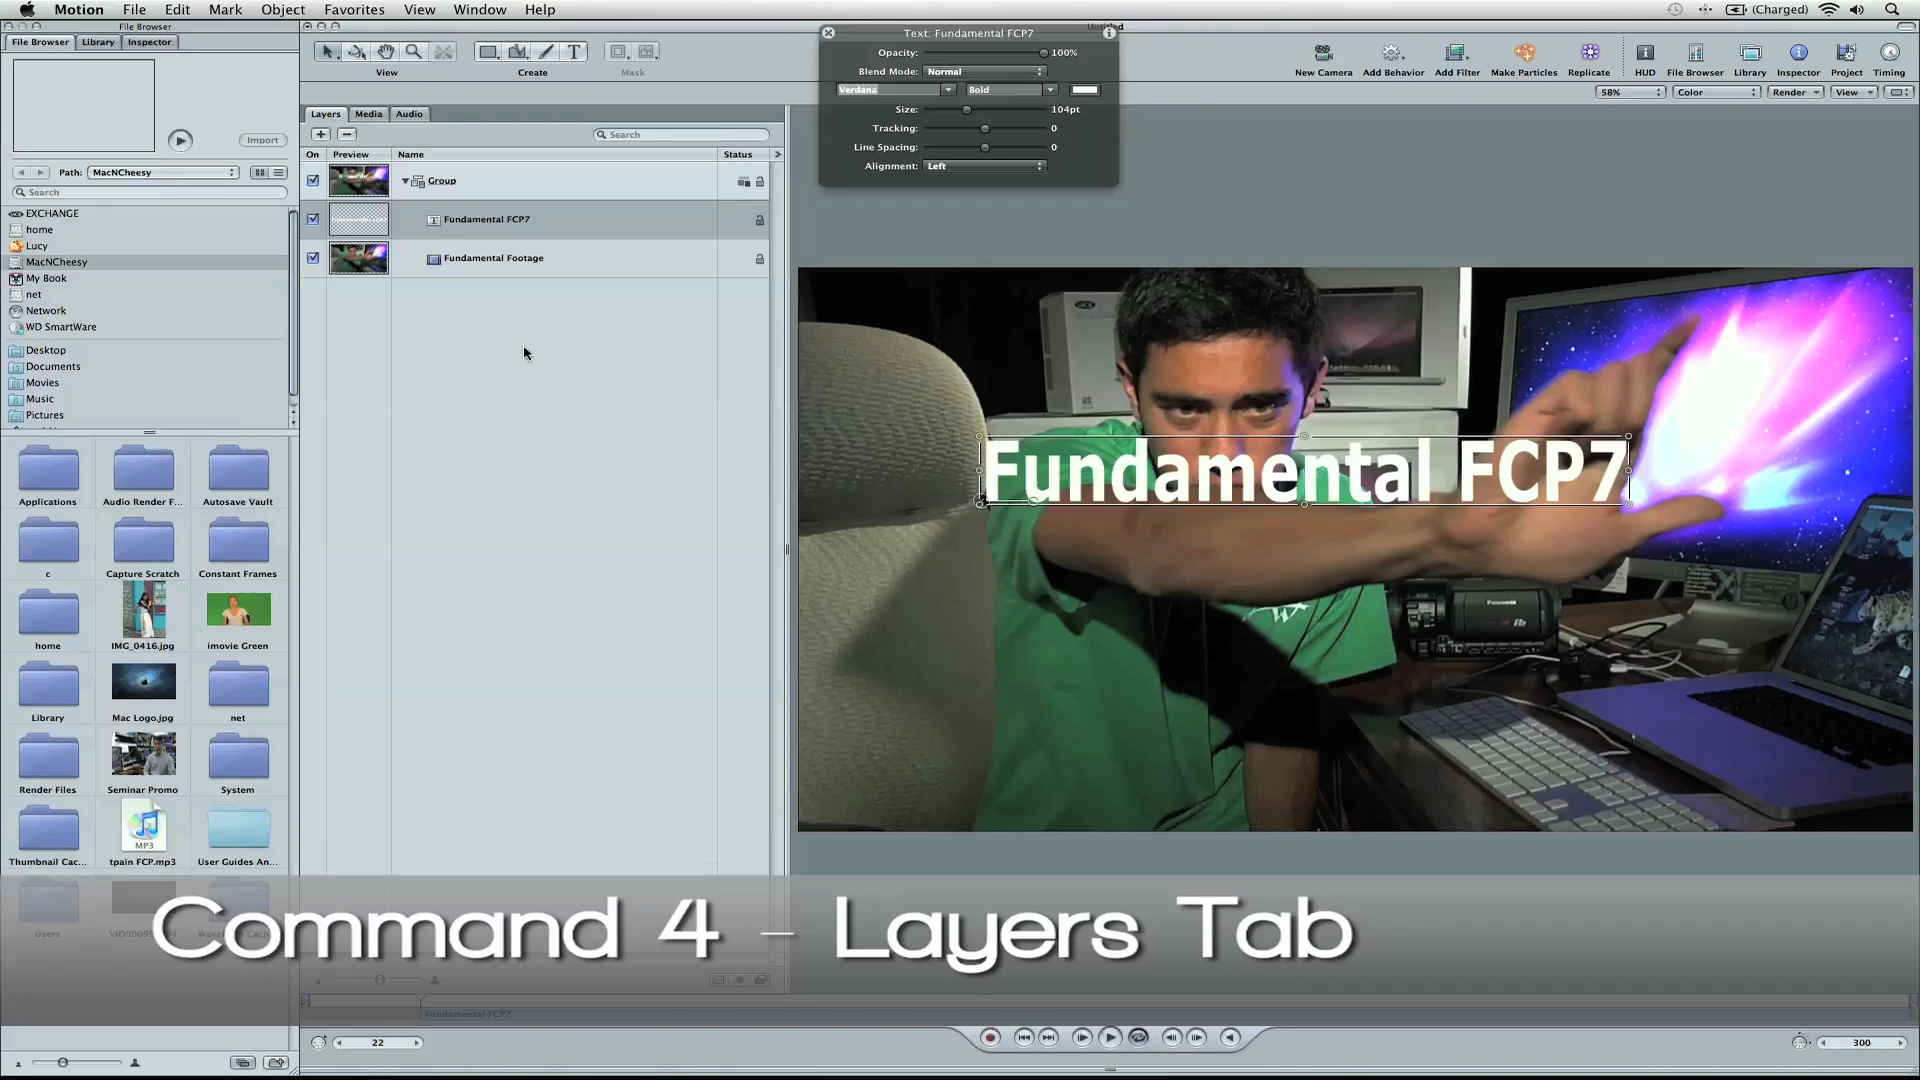 Motion File Edit Mark Object Favorites View Window Help (Charged)
File Browser
Untitled
File Browser Library Inspector
View Create Mask
Text: Fundamental FCP7
Opacity: 100%
Blend Mode: Normal
Verdana Bold
Size: 104pt
Tracking: 0
Line Spacing: 0
Alignment: Left
New Camera Add Behavior Add Filter Make Particles Replicate HUD File Browser Library Inspector Project Timing
58% Color Render View
Import
Path: MacNCheesy
Search
EXCHANGE
home
Lucy
MacNCheesy
My Book
net
Network
WD SmartWare
Desktop
Documents
Movies
Music
Pictures
Applications Audio Render F... Autosave Vault
c Capture Scratch Constant Frames
home IMG_0416.jpg imovie Green
Library Mac Logo.jpg net
Render Files Seminar Promo System
MP3
Thumbnail Cac... tpain FCP.mp3 User Guides An...
Users
Layers Media Audio
Search
On Preview Name Status
Group
Fundamental FCP7
Fundamental Footage
Fundamental FCP7
Panasonic
Command 4 - Layers Tab
Fundamental FCP7
22
300